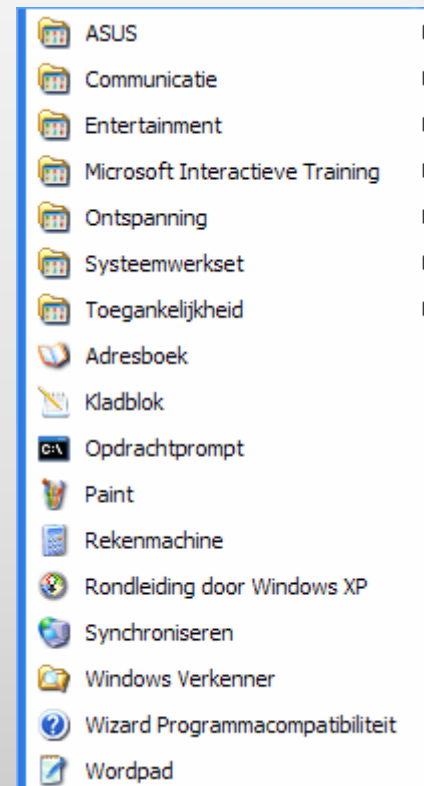 ASUS
Communicatie
Entertainment
Microsoft Interactieve Training
Ontspanning
Systeemwerkset
Toegankelijkheid
Adresboek
Kladblok
C:\ Opdrachtprompt
Paint
Rekenmachine
Rondleiding door Windows XP
Synchroniseren
Windows Verkenner
Wizard Programmacompatibiliteit
Wordpad